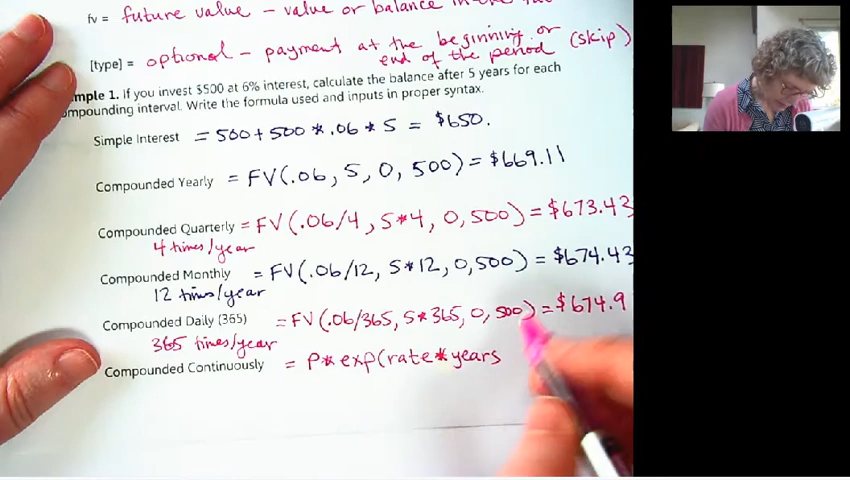 fv = future value - value or balance in the
[type] = optional - payment at the beginning or
end of the period (skip)
mple 1. If you invest $500 at 6% interest, calculate the balance after 5 years for each
mpounding interval. Write the formula used and inputs in proper syntax.
Simple Interest = 500+500*.06*5 = $650.
Compounded Yearly = FV(.06, 5, 0, 500) = $669.11
Compounded Quarterly = FV(.06/4, 5*4, 0,500) = $673.43
4 times/year
Compounded Monthly = FV(.06/12, 5*12, 0,500) = $674.43
12 times/year
Compounded Daily (365) = FV(.06/365, 5*365, 0, 500) = $674.9
365 times/year
Compounded Continuously = P*exp(rate*years